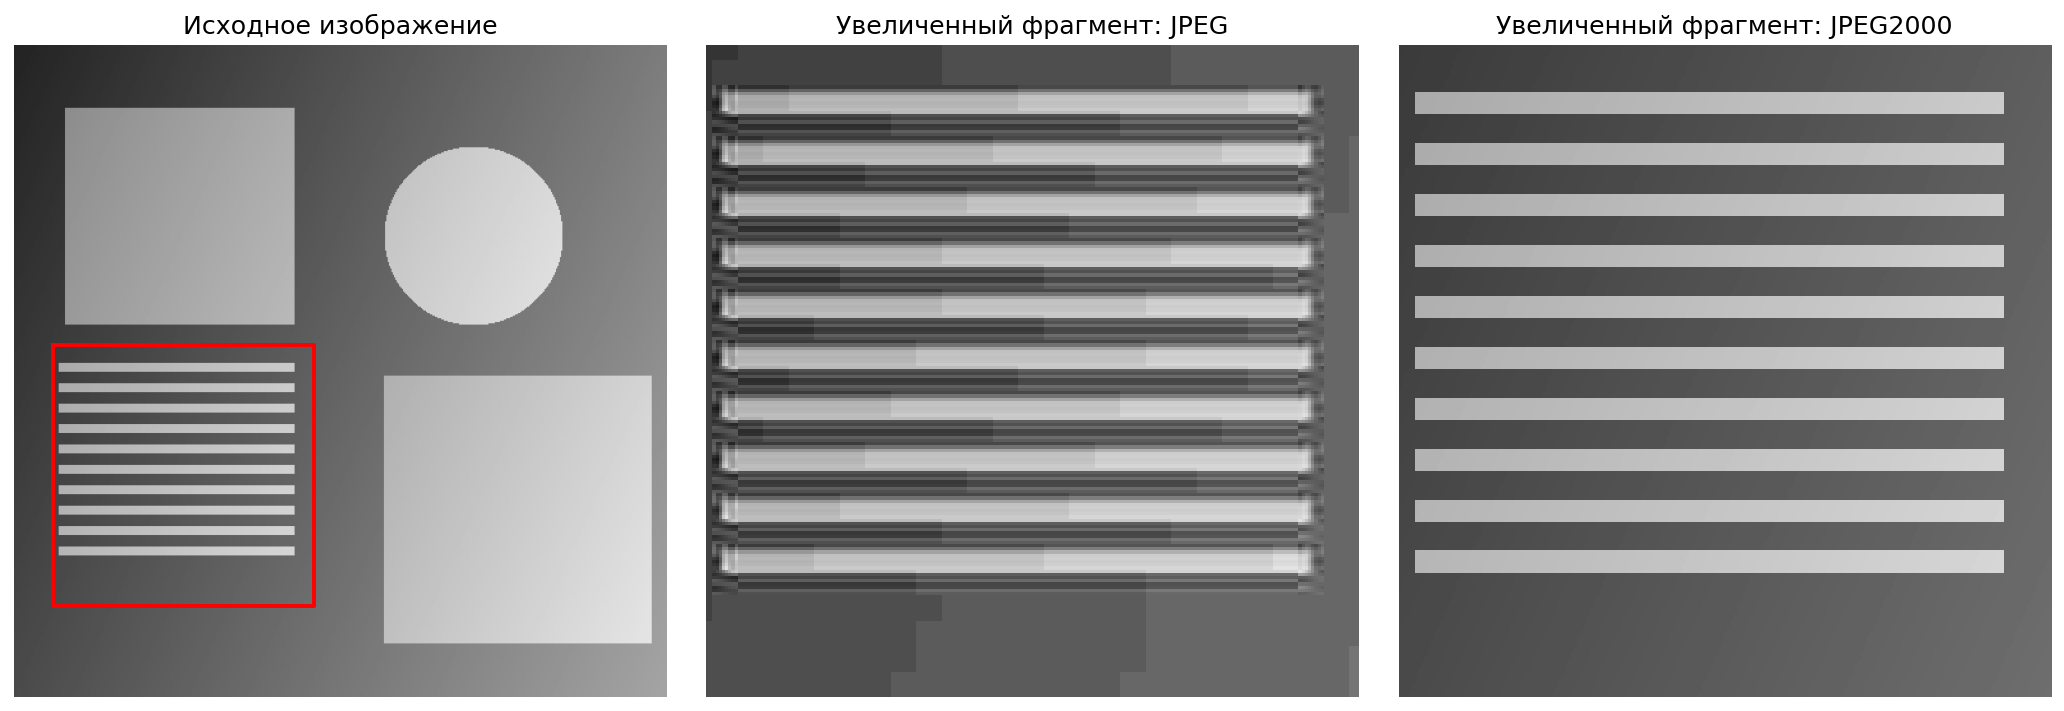 Исходное изображение
Увеличенный фрагмент: JPEG
Увеличенный фрагмент: JPEG2000